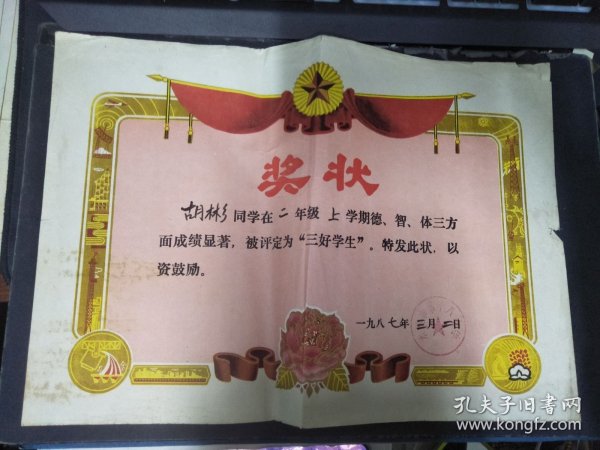 奖状
胡彬同学在二年级上学期德、智、体三方
面成绩显著，被评定为“三好学生”。特发此状，以
资鼓励。
一九八七年三月二日
孔夫子旧书网
www.kongfz.com